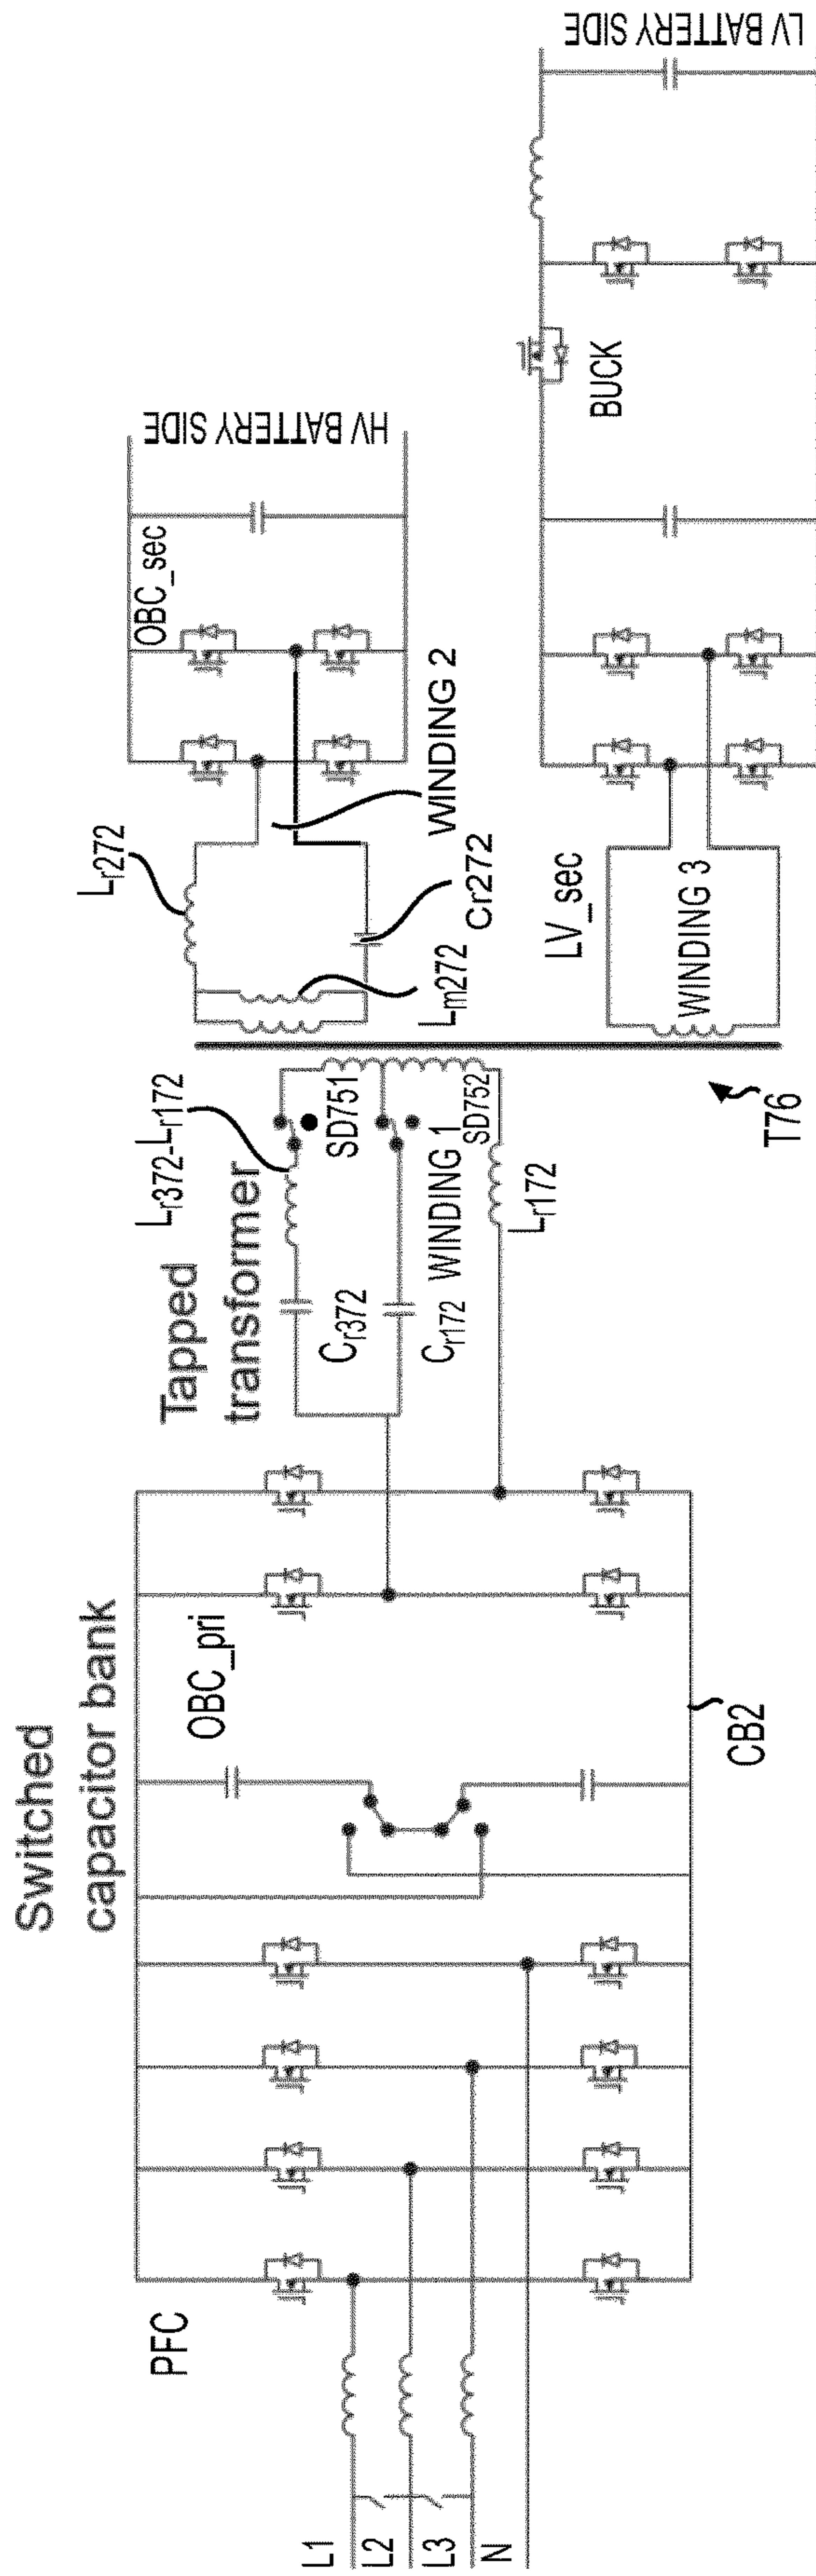 Switched
capacitor bank
Tapped
transformer
PFC
L1
L2
L3
N
OBC_pri
CB2
Cr372
Cr172
Lr372-Lr172
SD751
WINDING 1
SD752
Lr172
T76
Lr272
Lm272
Cr272
WINDING 2
OBC_sec
HV BATTERY SIDE
LV_sec
WINDING 3
BUCK
LV BATTERY SIDE